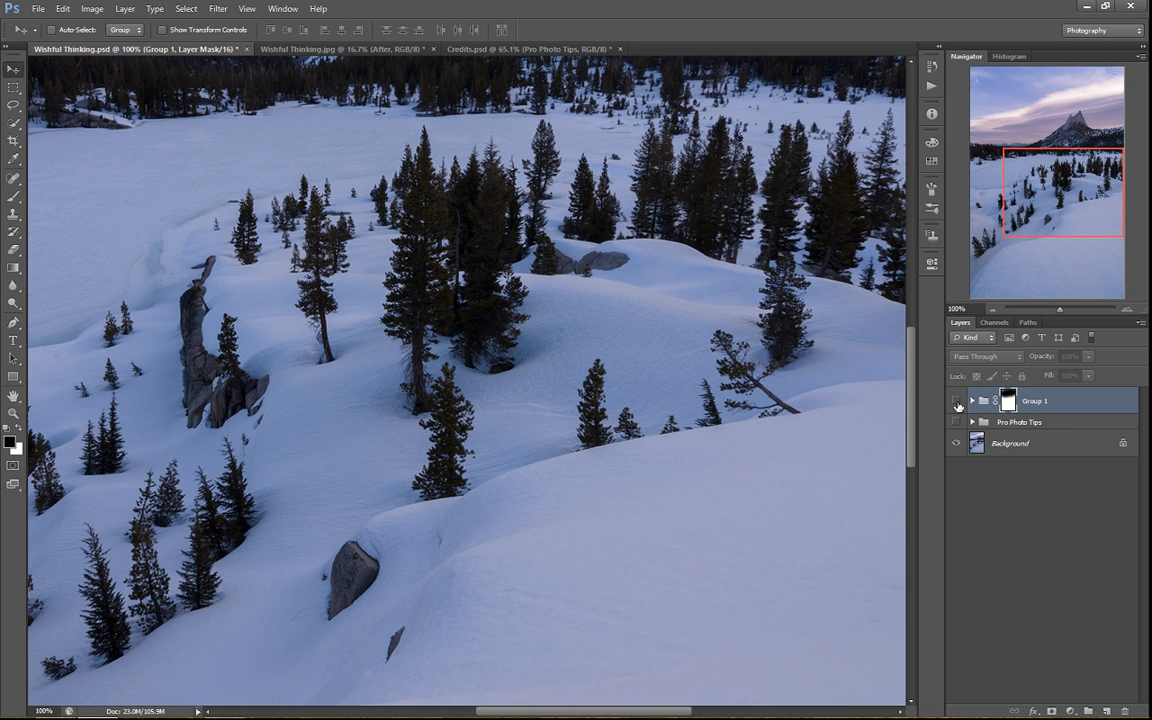 Ps File Edit Image Layer Type Select Filter View Window Help
Auto-Select: Group Show Transform Controls Photography
Wishful Thinking.psd @ 100% (Group 1, Layer Mask/16) * × Wishful Thinking.jpg @ 16.7% (After, RGB/8) * × Credits.psd @ 65.1% (Pro Photo Tips, RGB/8) * ×
Navigator Histogram
100%
Layers Channels Paths
Kind
Pass Through Opacity: 100%
Lock: Fill: 100%
Group 1
Pro Photo Tips
Background
100% Doc: 23.0M/105.9M